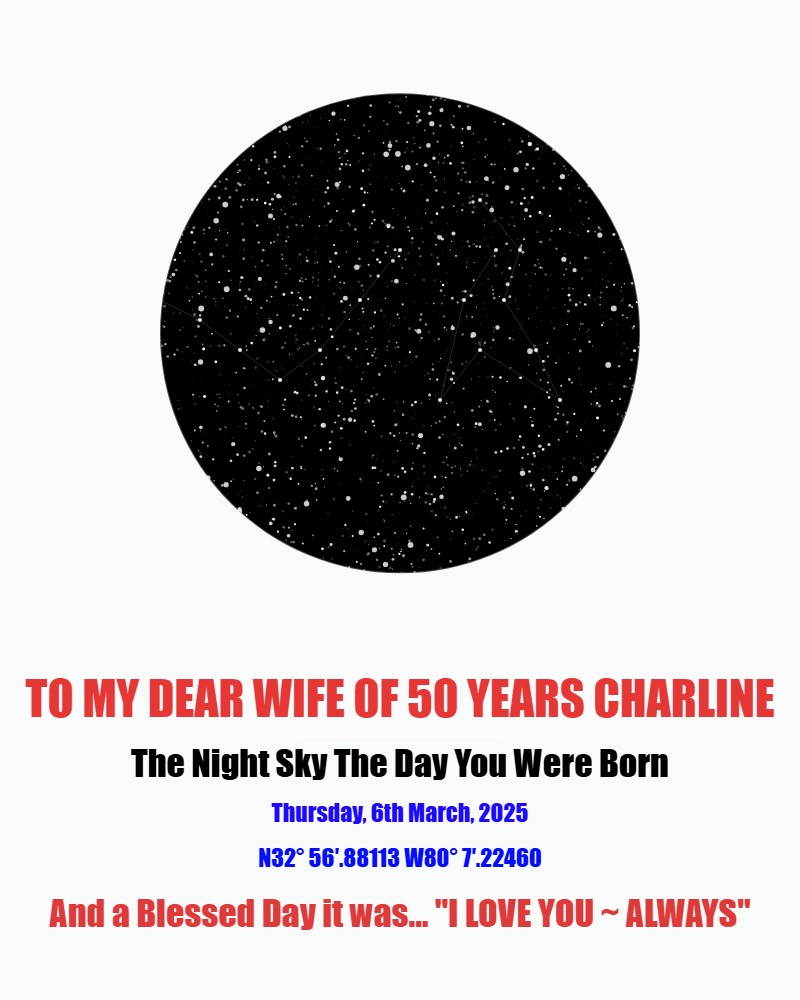 TO MY DEAR WIFE OF 50 YEARS CHARLINE
The Night Sky The Day You Were Born
Thursday, 6th March, 2025
N32° 56'.88113 W80° 7'.22460
And a Blessed Day it was... "I LOVE YOU ~ ALWAYS"